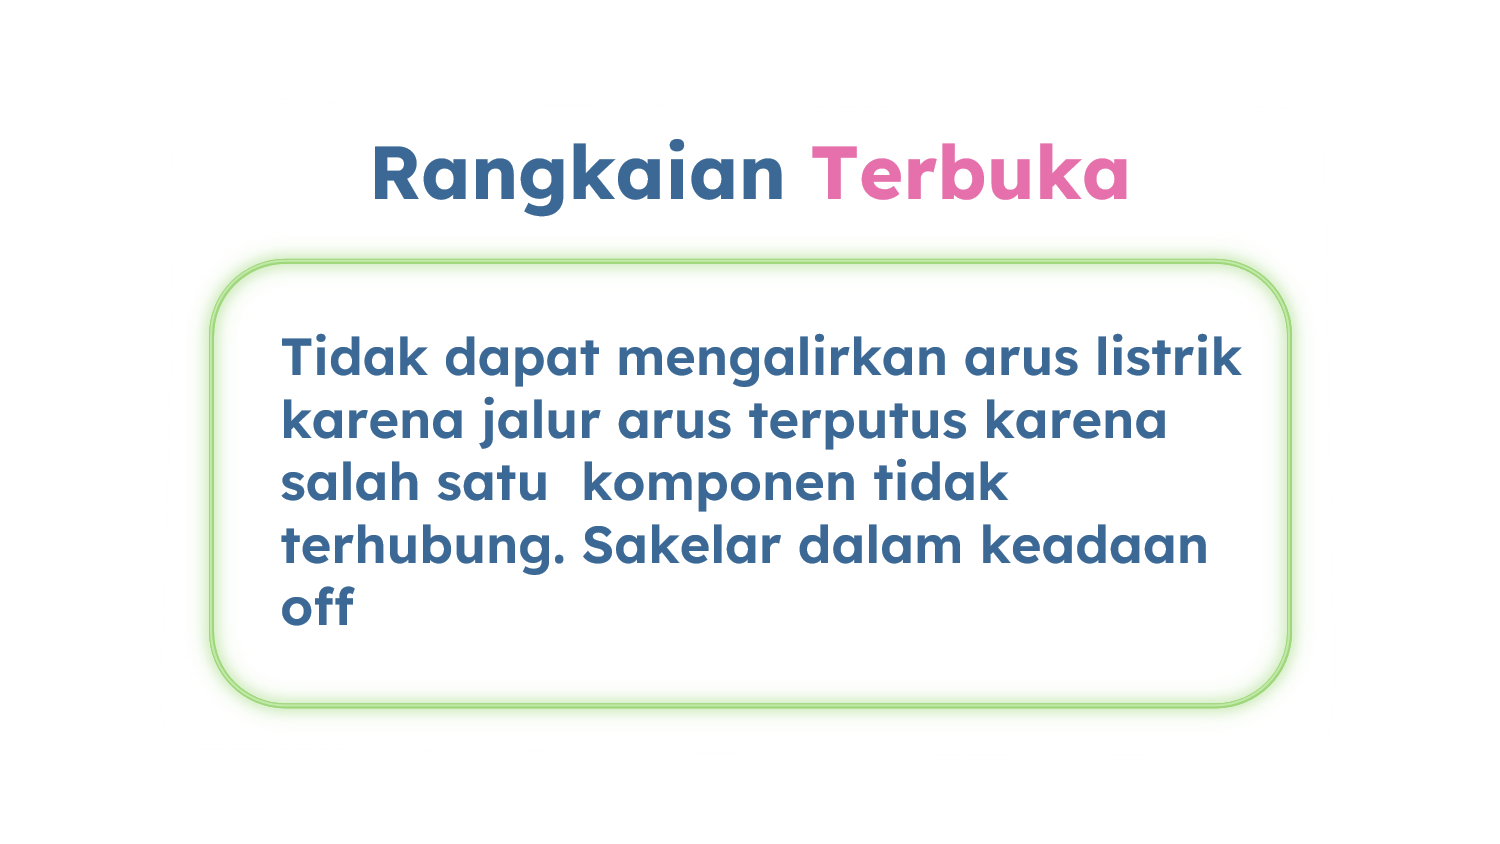 Rangkaian Terbuka
Tidak dapat mengalirkan arus listrik
karena jalur arus terputus karena
salah satu  komponen tidak
terhubung. Sakelar dalam keadaan
off